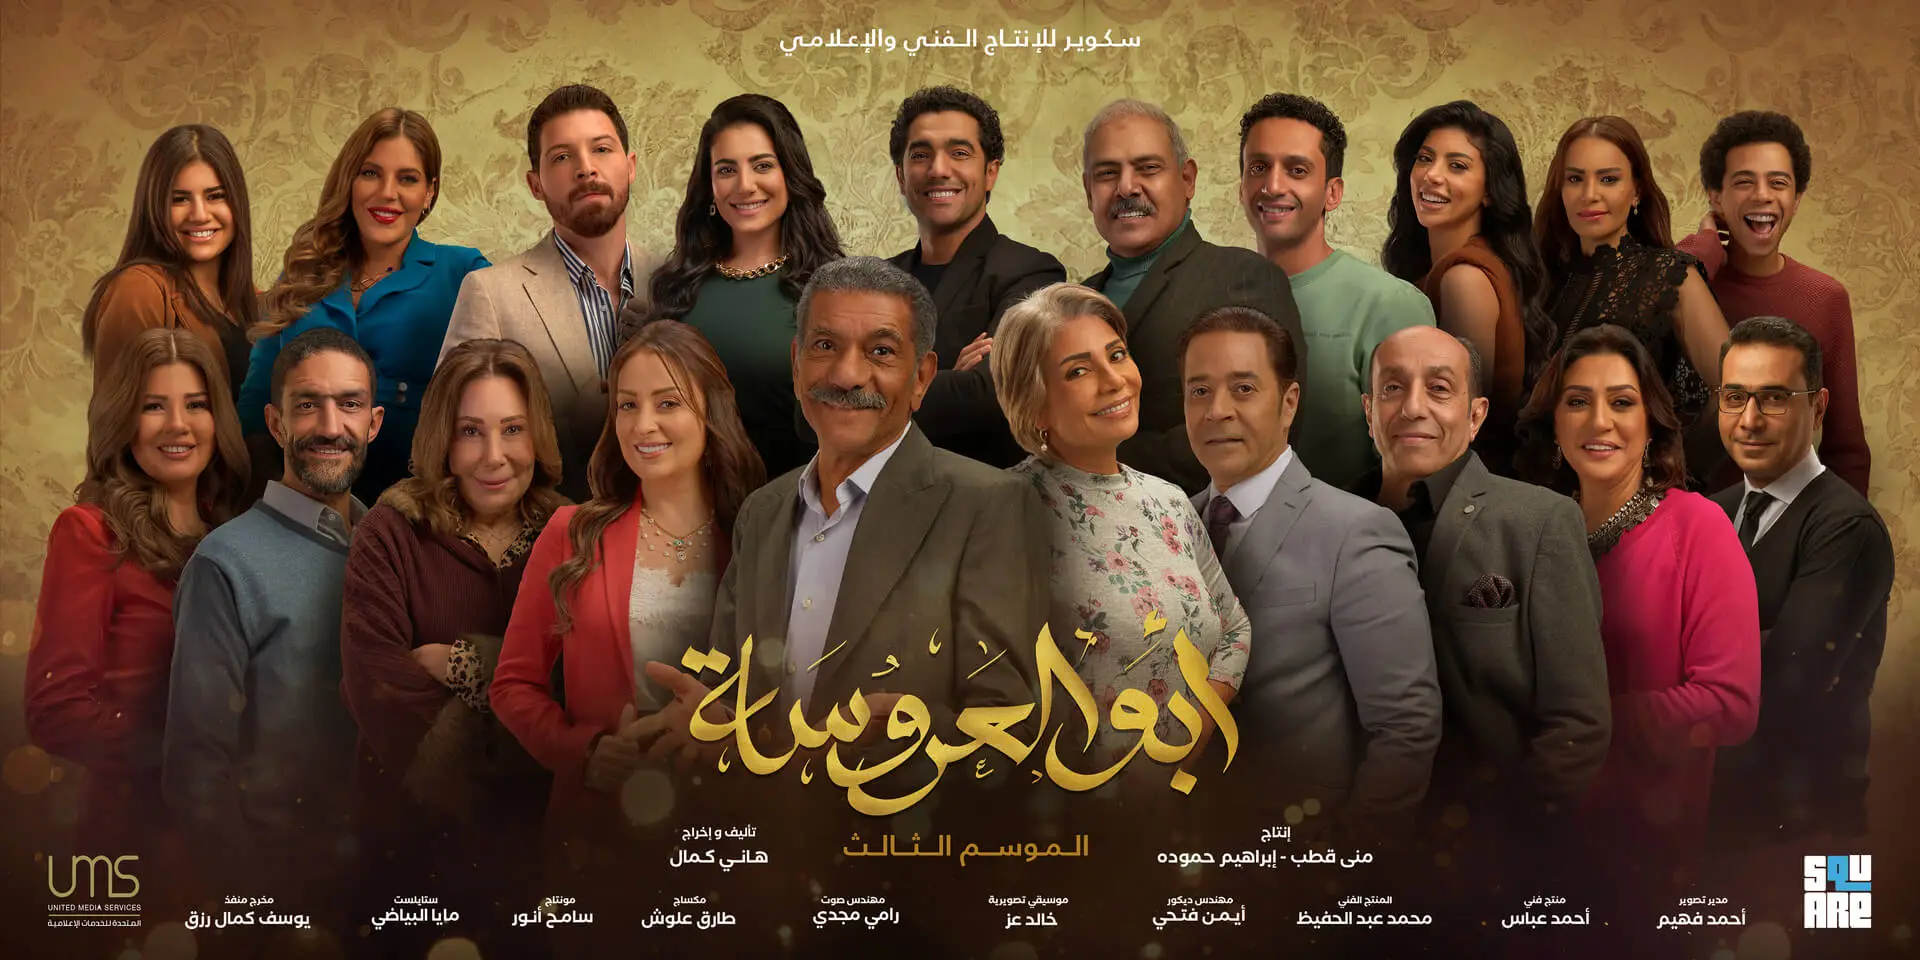 سكوير للإنتاج الفني والإعلامي
أبو العروسة
الموسم الثالث
إنتاج
منى قطب - إبراهيم حموده
تأليف و إخراج
هاني كمال
مدير تصوير
أحمد فهيم
منتج فني
أحمد عباس
المنتج الفني
محمد عبد الحفيظ
مهندس ديكور
أيمن فتحي
موسيقي تصويرية
خالد عز
مهندس صوت
رامي مجدي
مكساج
طارق علوش
مونتاج
سامح أنور
ستايلست
مايا البياضي
مخرج منفذ
يوسف كمال رزق
SQUARE
UMS
UNITED MEDIA SERVICES
المتحدة للخدمات الإعلامية